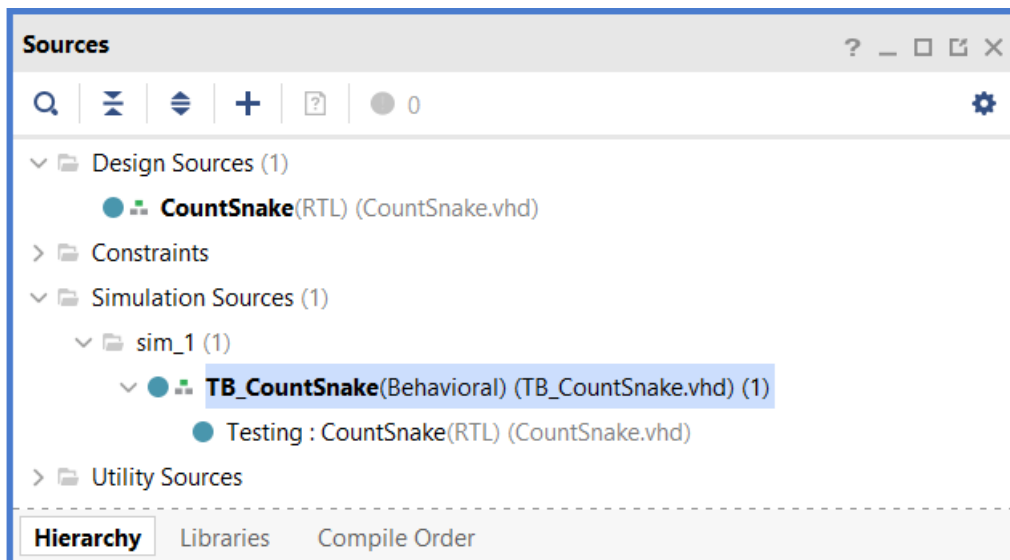 Sources
0
Design Sources (1)
CountSnake(RTL) (CountSnake.vhd)
Constraints
Simulation Sources (1)
sim_1 (1)
TB_CountSnake(Behavioral) (TB_CountSnake.vhd) (1)
Testing : CountSnake(RTL) (CountSnake.vhd)
Utility Sources
Hierarchy Libraries Compile Order